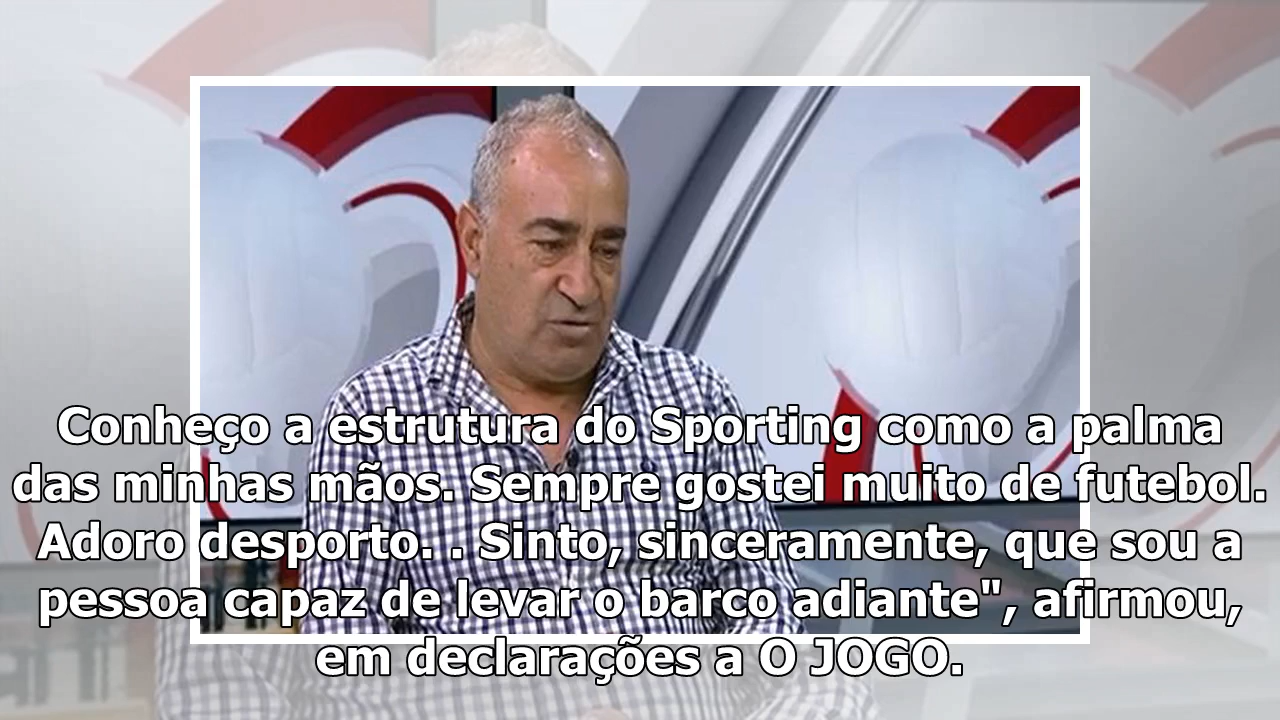 Conheço a estrutura do Sporting como a palma
das minhas mãos. Sempre gostei muito de futebol.
Adoro desporto. . Sinto, sinceramente, que sou a
pessoa capaz de levar o barco adiante", afirmou,
em declarações a O JOGO.